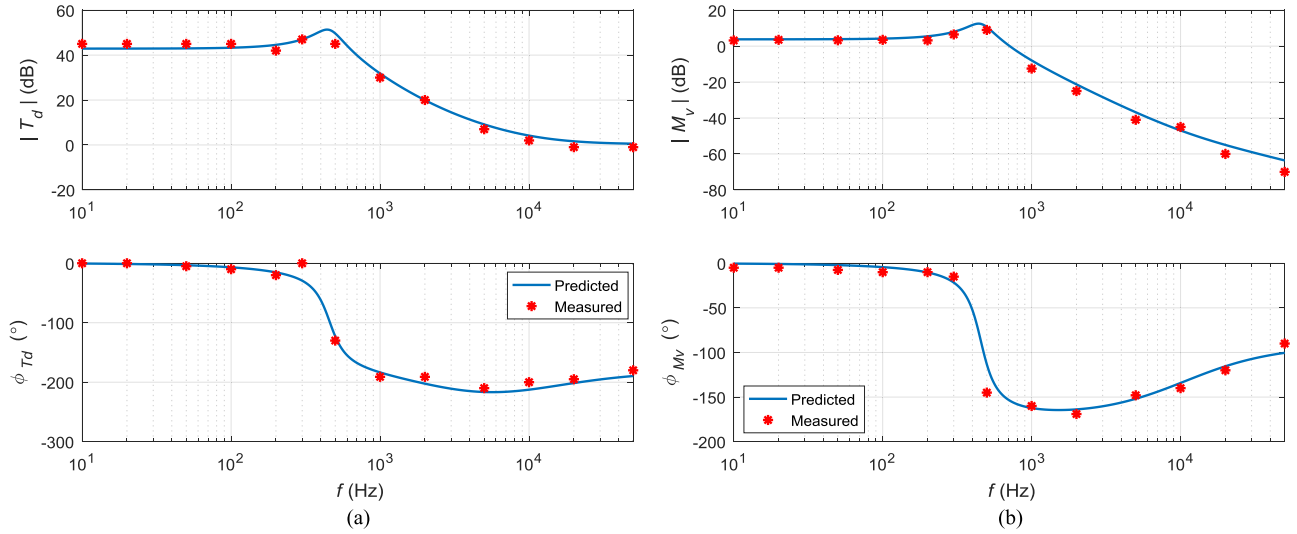 60
40
20
0
-20
| T_d | (dB)
10^1 10^2 10^3 10^4
0
-100
-200
-300
ϕ_Td (°)
Predicted
Measured
10^1 10^2 10^3 10^4
f (Hz)
(a)
20
0
-20
-40
-60
-80
| M_v | (dB)
10^1 10^2 10^3 10^4
0
-50
-100
-150
-200
ϕ_Mv (°)
Predicted
Measured
10^1 10^2 10^3 10^4
f (Hz)
(b)